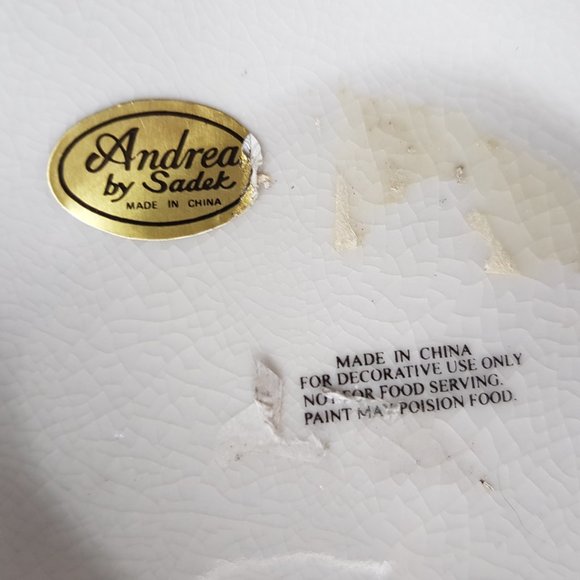 Andrea
by Sadek
MADE IN CHINA
MADE IN CHINA
FOR DECORATIVE USE ONLY
NOT FOR FOOD SERVING.
PAINT MAY POISION FOOD.